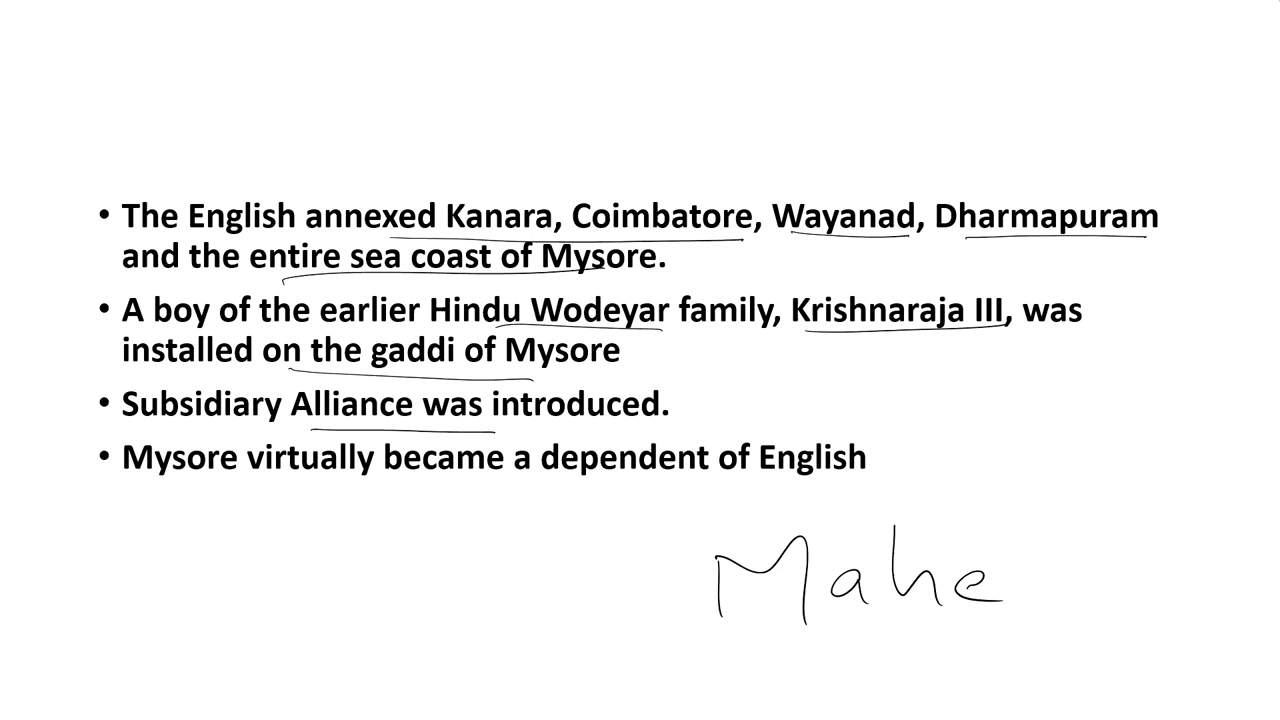 • The English annexed Kanara, Coimbatore, Wayanad, Dharmapuram
and the entire sea coast of Mysore.
• A boy of the earlier Hindu Wodeyar family, Krishnaraja III, was
installed on the gaddi of Mysore
• Subsidiary Alliance was introduced.
• Mysore virtually became a dependent of English
Mahe